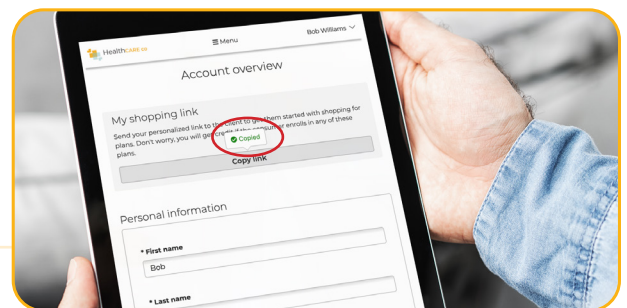 HealthCARE
Menu
Bob Williams
Account overview
My shopping link
Send your personalized link to the client to get them started with shopping for
plans. Don't worry, you will get credit if the consumer enrolls in any of these
plans.
Copied
Copy link
Personal information
* First name
Bob
* Last name